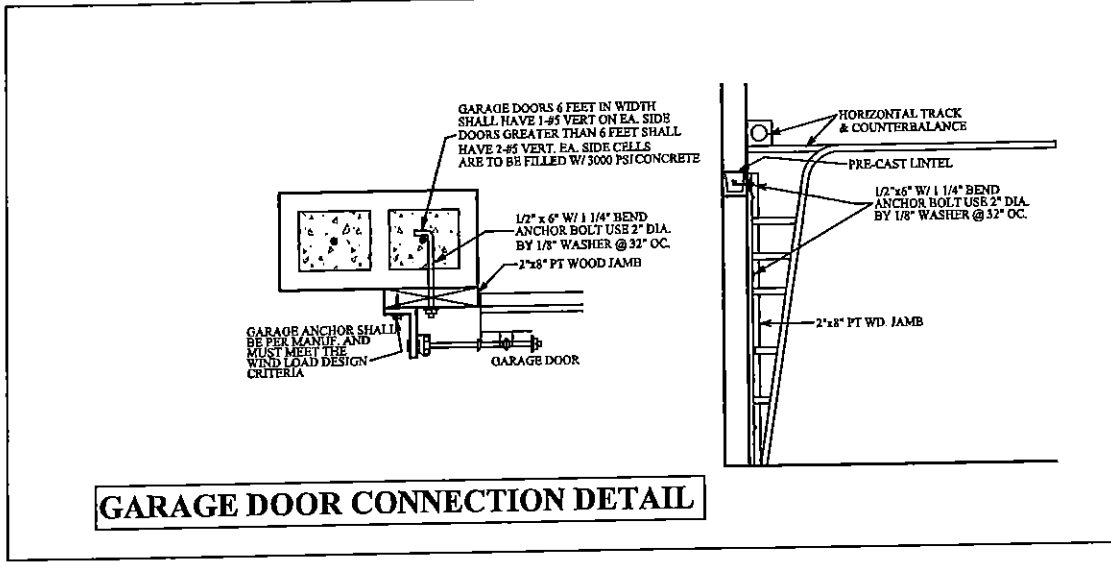 GARAGE DOORS 6 FEET IN WIDTH
SHALL HAVE 1-#5 VERT ON EA. SIDE
DOORS GREATER THAN 6 FEET SHALL
HAVE 2-#5 VERT. EA. SIDE CELLS
ARE TO BE FILLED W/ 3000 PSI CONCRETE
1/2" x 6" W/ 1 1/4" BEND
ANCHOR BOLT USE 2" DIA.
BY 1/8" WASHER @ 32" OC.
2"x8" PT WOOD JAMB
GARAGE ANCHOR SHALL
BE PER MANUF. AND
MUST MEET THE
WIND LOAD DESIGN
CRITERIA
GARAGE DOOR
HORIZONTAL TRACK
& COUNTERBALANCE
PRE-CAST LINTEL
1/2"x6" W/ 1 1/4" BEND
ANCHOR BOLT USE 2" DIA.
BY 1/8" WASHER @ 32" OC.
2"x8" PT WD. JAMB
GARAGE DOOR CONNECTION DETAIL